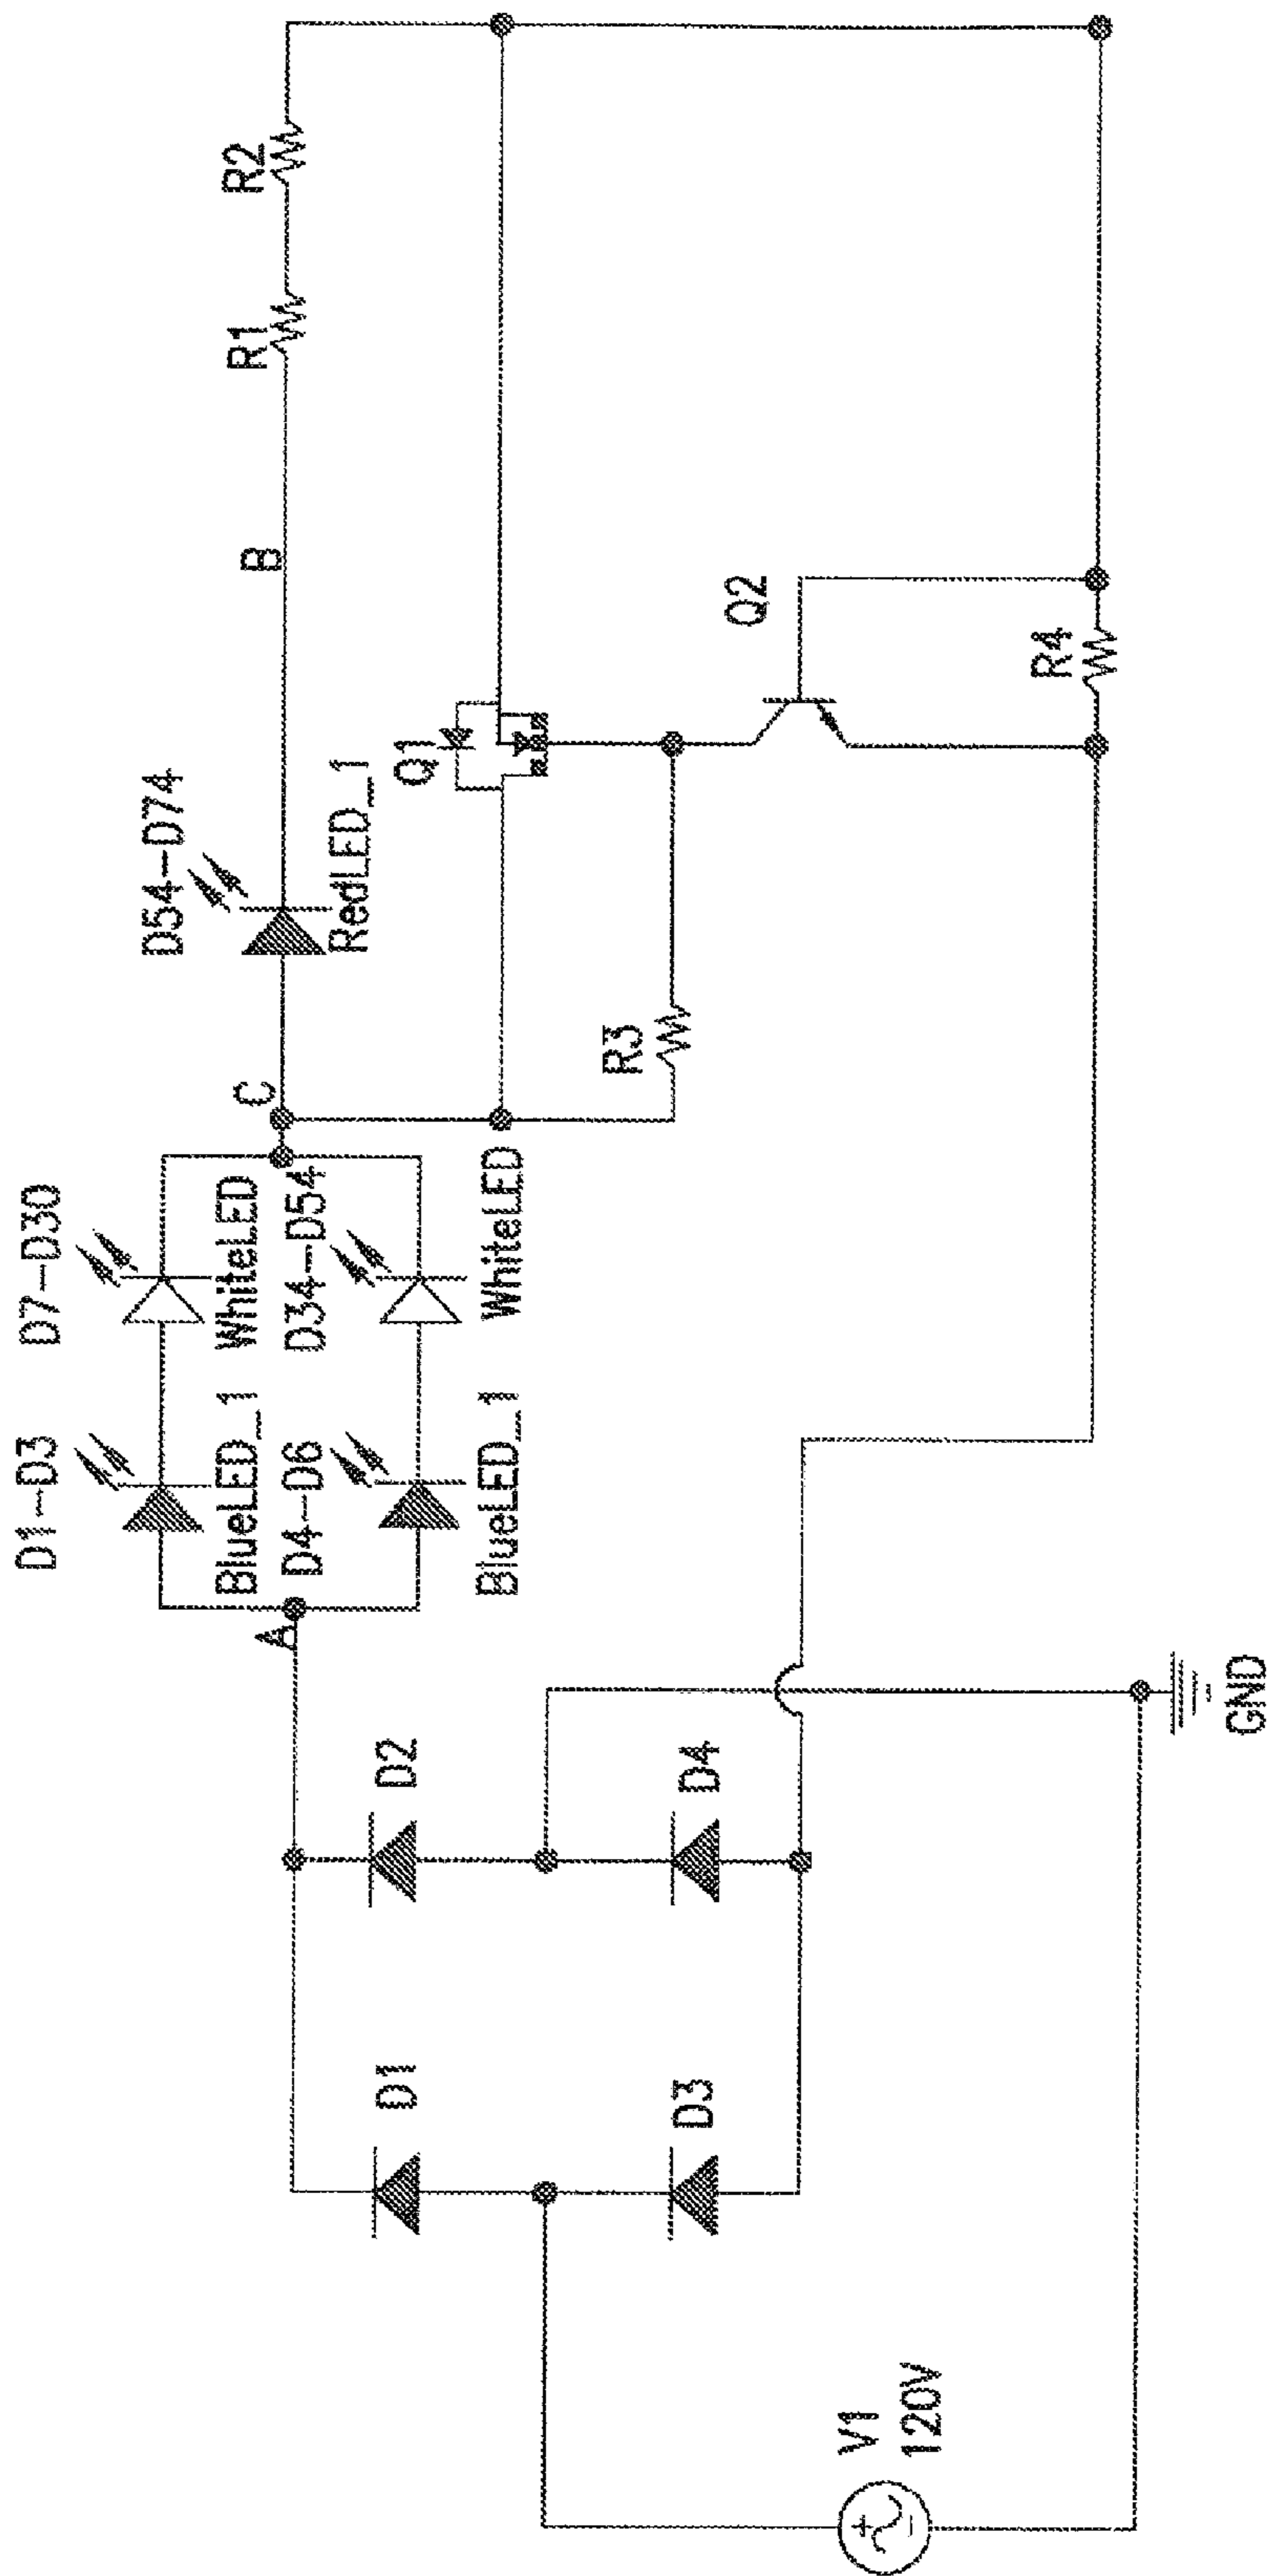 D1-D3
D7-D30
BlueLED_1
WhiteLED
D4-D6
D34-D54
BlueLED_1
WhiteLED
A
C
D54-D74
RedLED_1
B
R1
R2
Q1
R3
Q2
R4
D1
D2
D3
D4
V1
120V
GND